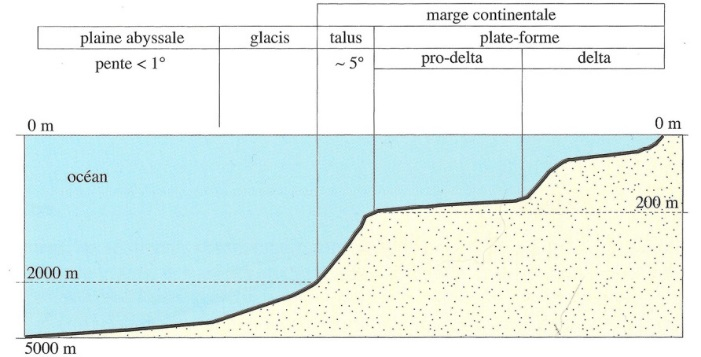 marge continentale
plaine abyssale glacis talus plate-forme
pente < 1° ~ 5° pro-delta delta
0 m 0 m
océan
200 m
2000 m
5000 m